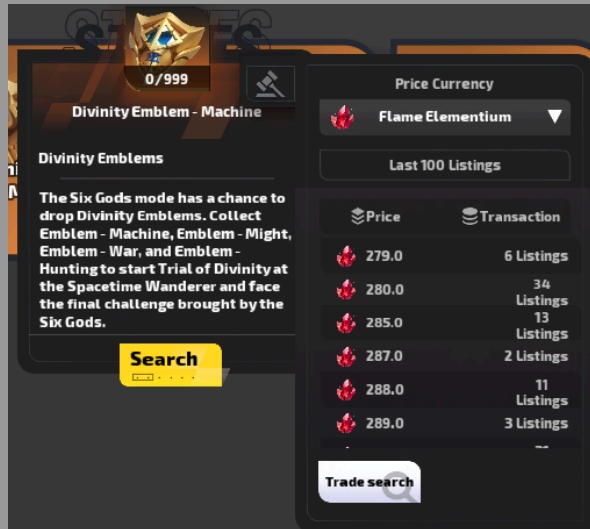 0/999
Divinity Emblem - Machine
Divinity Emblems
The Six Gods mode has a chance to
drop Divinity Emblems. Collect
Emblem - Machine, Emblem - Might,
Emblem - War, and Emblem -
Hunting to start Trial of Divinity at
the Spacetime Wanderer and face
the final challenge brought by the
Six Gods.
Search
Price Currency
Flame Elementium
Last 100 Listings
Price Transaction
279.0 6 Listings
280.0 34 Listings
285.0 13 Listings
287.0 2 Listings
288.0 11 Listings
289.0 3 Listings
Trade search